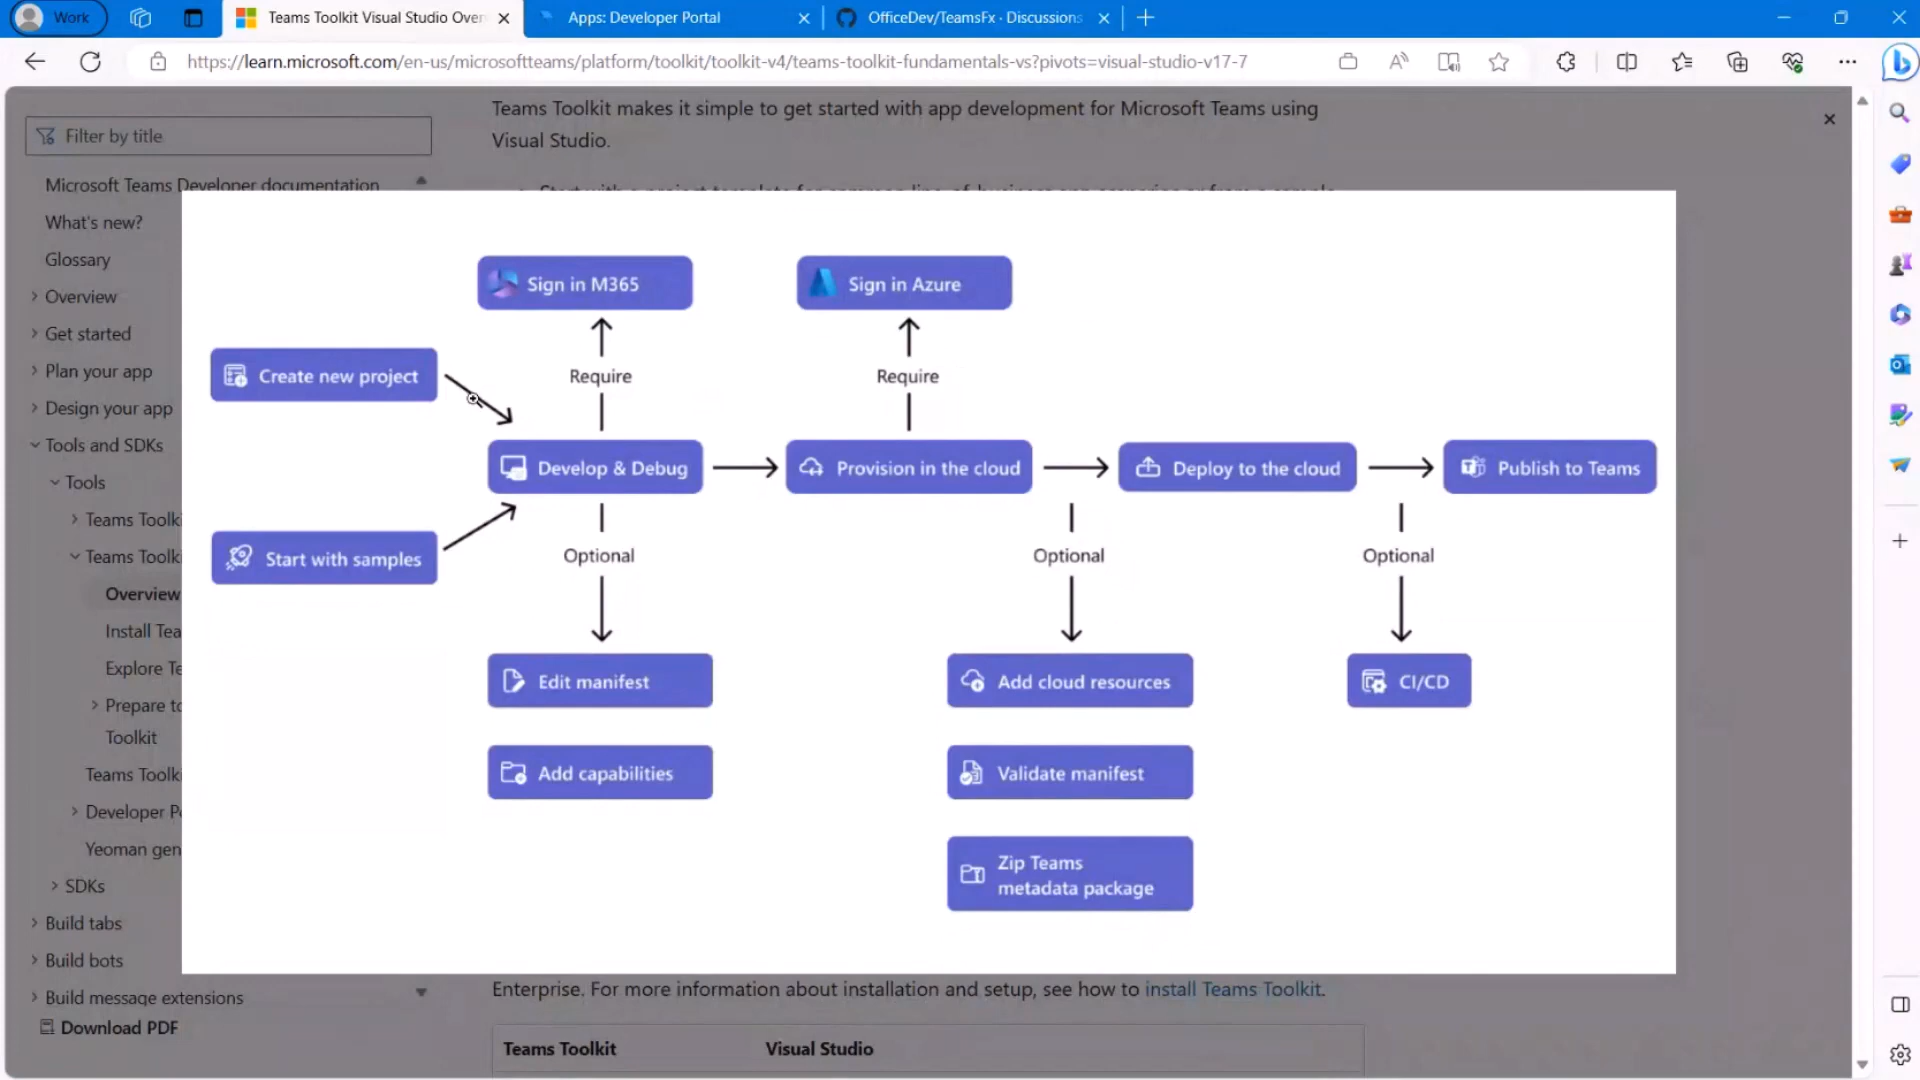 Work
Teams Toolkit Visual Studio Over
Apps: Developer Portal
OfficeDev/TeamsFx · Discussions
https://learn.microsoft.com/en-us/microsoftteams/platform/toolkit/toolkit-v4/teams-toolkit-fundamentals-vs?pivots=visual-studio-v17-7
Filter by title
Microsoft Teams Developer documentation
What's new?
Glossary
Overview
Get started
Plan your app
Design your app
Tools and SDKs
Tools
Teams Toolki
Teams Toolki
Overview
Install Tea
Explore Te
Prepare to
Toolkit
Teams Toolki
Developer Po
Yeoman gen
SDKs
Build tabs
Build bots
Build message extensions
Download PDF
Teams Toolkit makes it simple to get started with app development for Microsoft Teams using
Visual Studio.
Sign in M365
Sign in Azure
Require
Require
Create new project
Develop & Debug
Provision in the cloud
Deploy to the cloud
Publish to Teams
Start with samples
Optional
Optional
Optional
Edit manifest
Add cloud resources
CI/CD
Add capabilities
Validate manifest
Zip Teams
metadata package
Enterprise. For more information about installation and setup, see how to install Teams Toolkit.
Teams Toolkit
Visual Studio